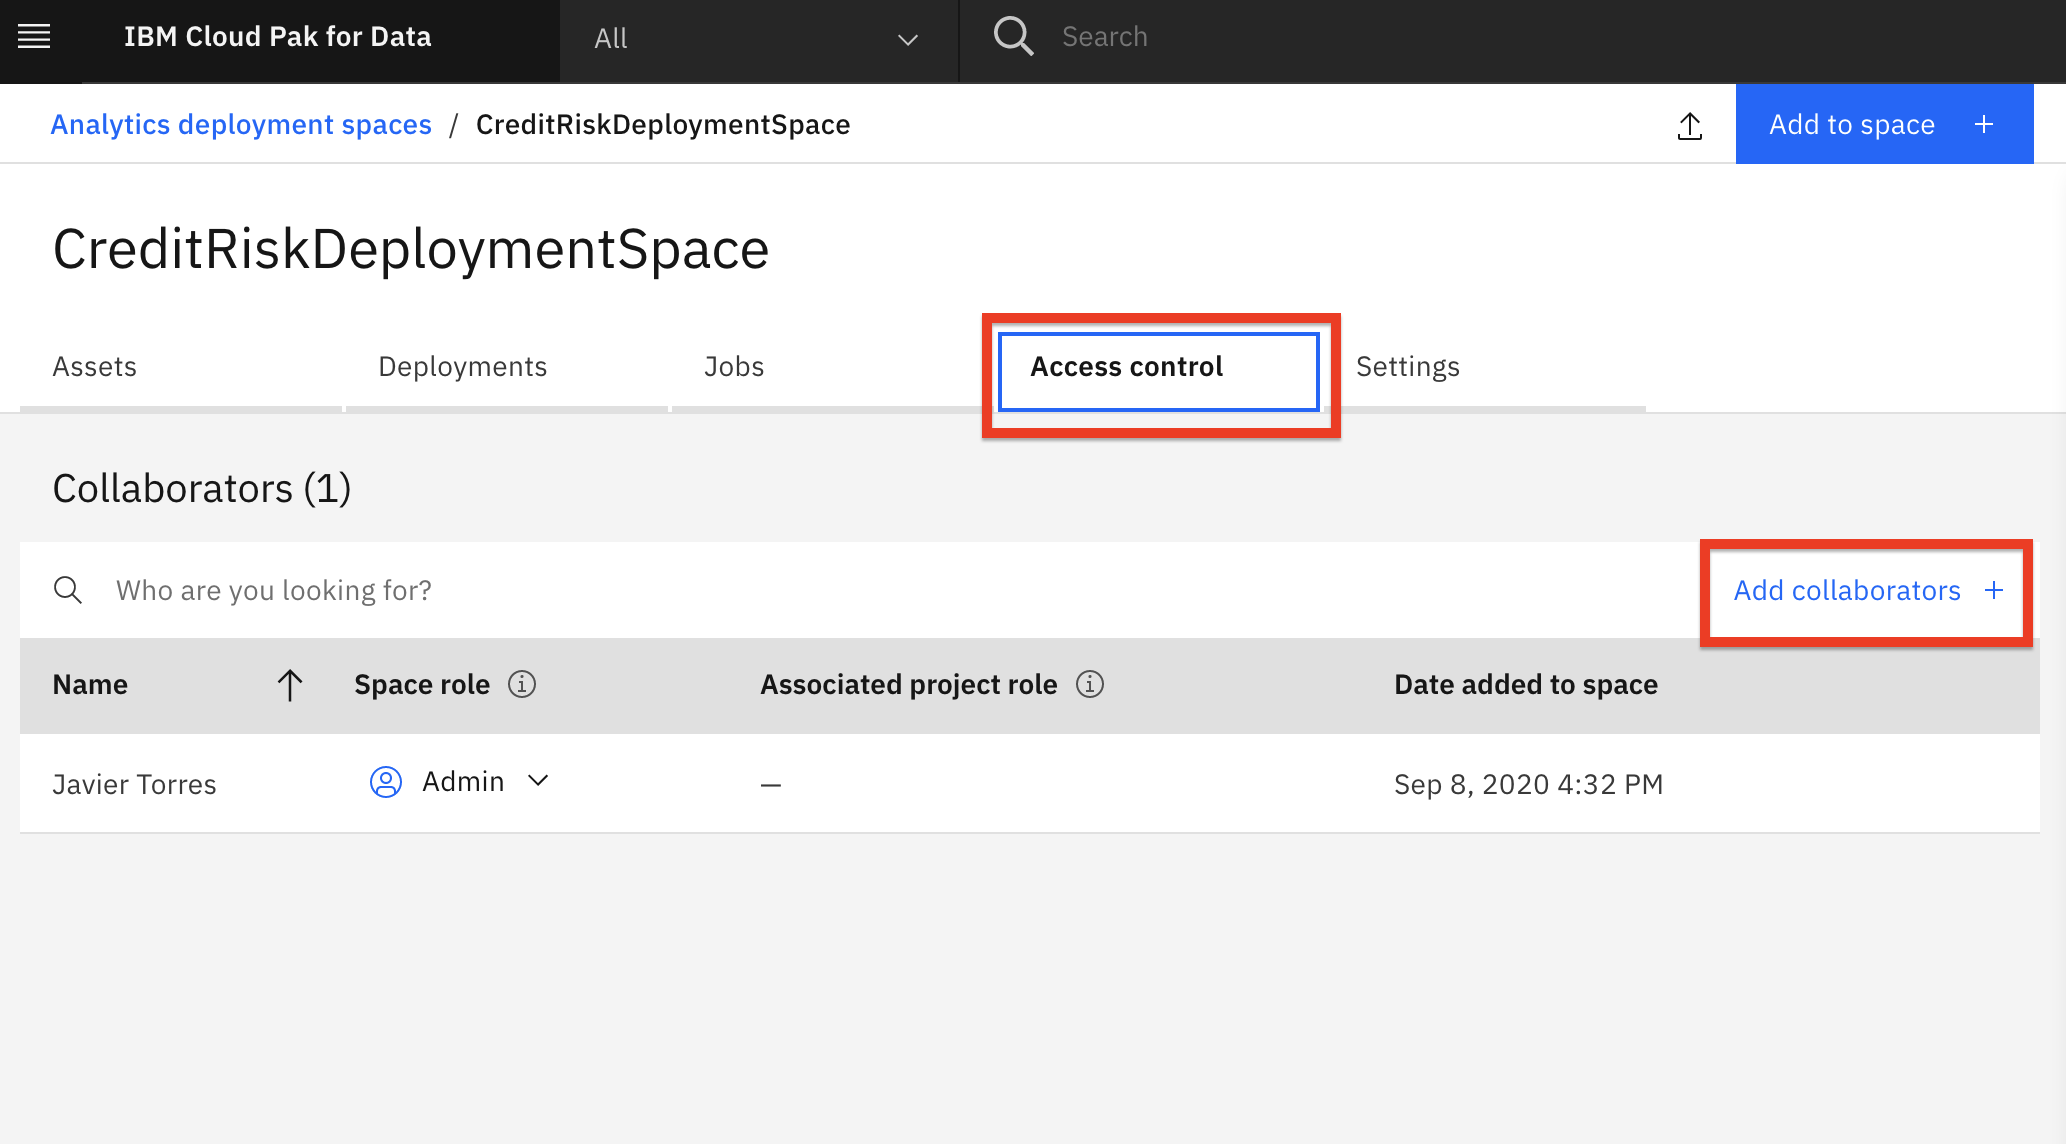 IBM Cloud Pak for Data
All
Search
Analytics deployment spaces / CreditRiskDeploymentSpace
Add to space +
CreditRiskDeploymentSpace
Assets
Deployments
Jobs
Access control
Settings
Collaborators (1)
Who are you looking for?
Add collaborators +
Name
Space role
Associated project role
Date added to space
Javier Torres
Admin
—
Sep 8, 2020 4:32 PM